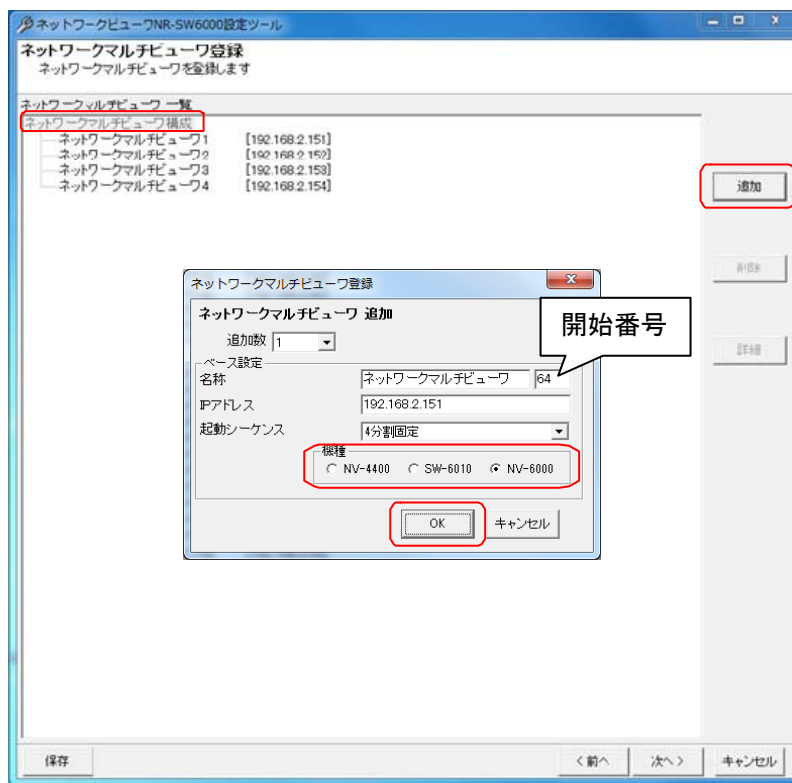 ネットワークビューワNR-SW6000設定ツール
ネットワークマルチビューワ登録
ネットワークマルチビューワを登録します
ネットワークマルチビューワ 一覧
ネットワークマルチビューワ構成
ネットワークマルチビューワ1 [192.168.2.151]
ネットワークマルチビューワ2 [192.168.2.152]
ネットワークマルチビューワ3 [192.168.2.153]
ネットワークマルチビューワ4 [192.168.2.154]
追加
削除
詳細
ネットワークマルチビューワ登録
ネットワークマルチビューワ 追加
追加数 1
開始番号
ベース設定
名称 ネットワークマルチビューワ 64
IPアドレス 192.168.2.151
起動シーケンス 4分割固定
機種
NV-4400 SW-6010 NV-6000
OK キャンセル
保存 <前へ 次へ> キャンセル